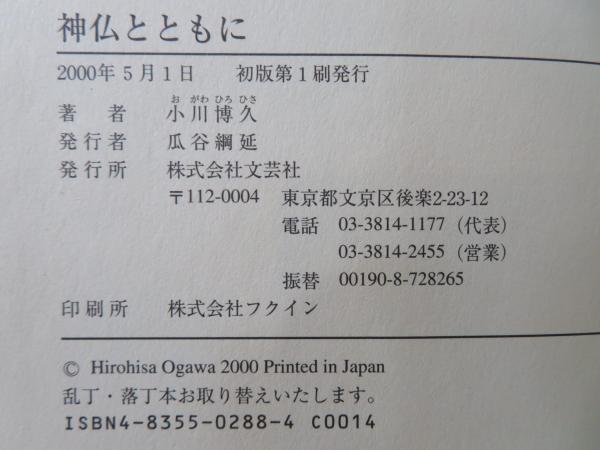 神仏とともに
2000年5月1日 初版第1刷発行
著者 小川博久
お がわ ひろ ひさ
発行者 瓜谷綱延
発行所 株式会社文芸社
〒112-0004 東京都文京区後楽2-23-12
電話 03-3814-1177（代表）
03-3814-2455（営業）
振替 00190-8-728265
印刷所 株式会社フクイン
© Hirohisa Ogawa 2000 Printed in Japan
乱丁・落丁本お取り替えいたします。
ISBN4-8355-0288-4 C0014